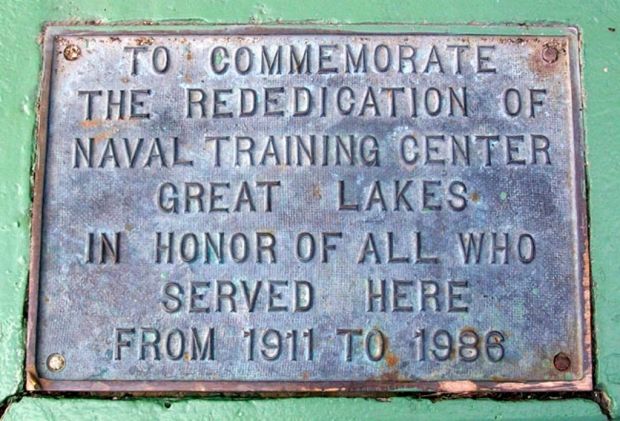 TO COMMEMORATE
THE REDEDICATION OF
NAVAL TRAINING CENTER
GREAT LAKES
IN HONOR OF ALL WHO
SERVED HERE
FROM 1911 TO 1986